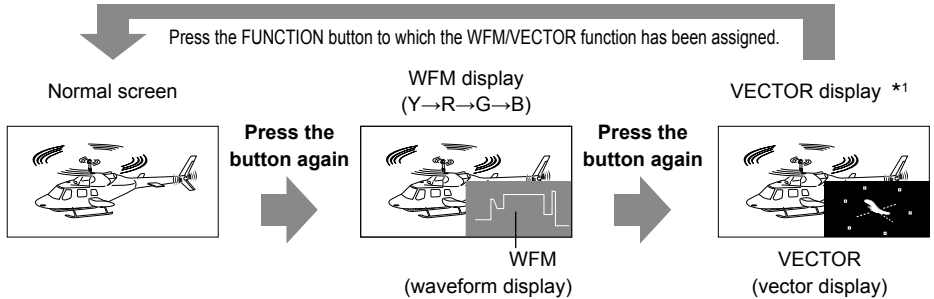 Press the FUNCTION button to which the WFM/VECTOR function has been assigned.
Normal screen
WFM display
(Y→R→G→B)
VECTOR display *1
Press the
button again
Press the
button again
WFM
(waveform display)
VECTOR
(vector display)